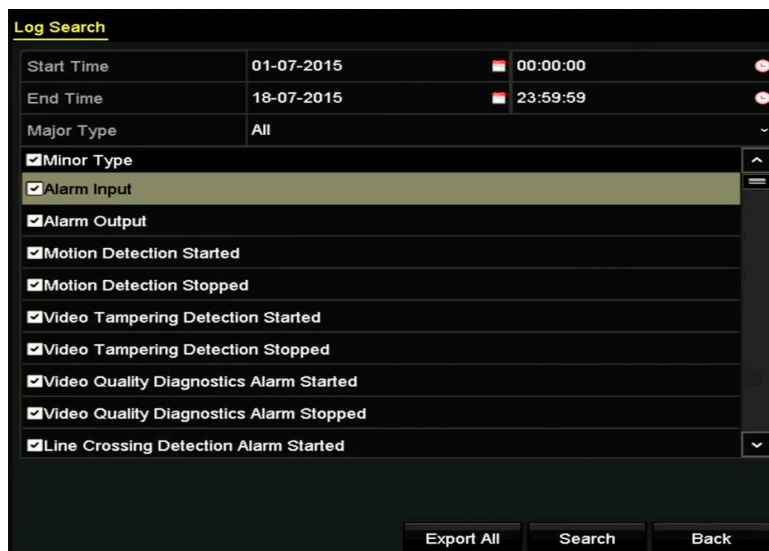 Log Search
Start Time 01-07-2015 00:00:00
End Time 18-07-2015 23:59:59
Major Type All
Minor Type
Alarm Input
Alarm Output
Motion Detection Started
Motion Detection Stopped
Video Tampering Detection Started
Video Tampering Detection Stopped
Video Quality Diagnostics Alarm Started
Video Quality Diagnostics Alarm Stopped
Line Crossing Detection Alarm Started
Export All Search Back